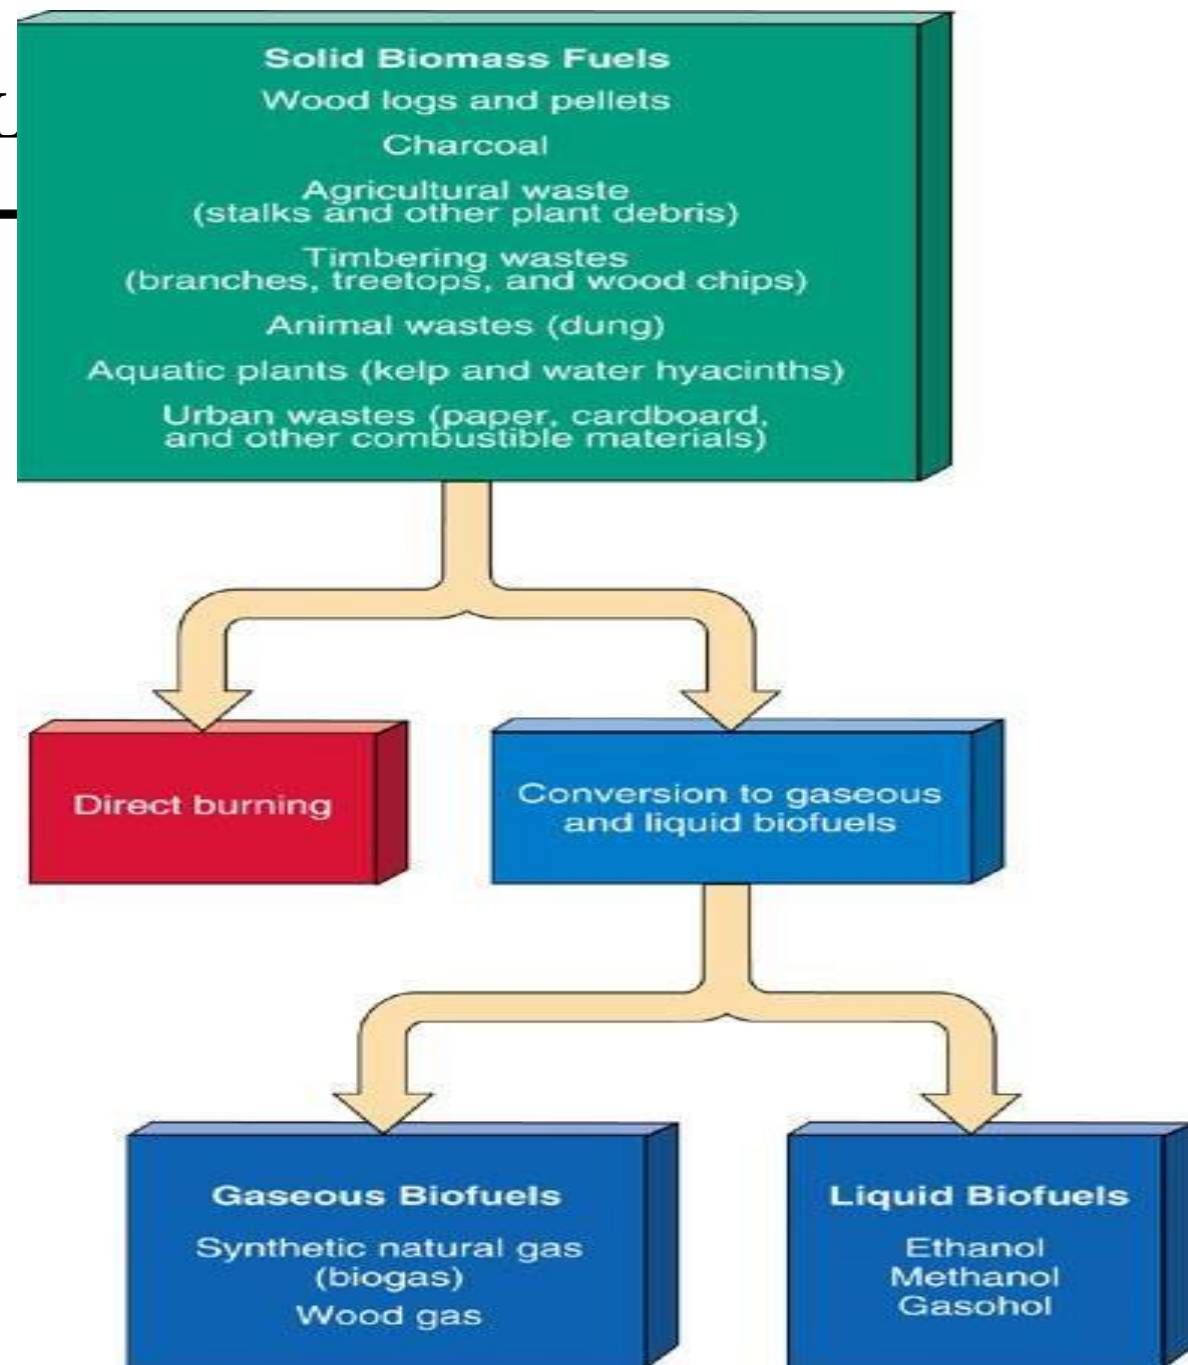 Solid Biomass Fuels
Wood logs and pellets
Charcoal
Agricultural waste
(stalks and other plant debris)
Timbering wastes
(branches, treetops, and wood chips)
Animal wastes (dung)
Aquatic plants (kelp and water hyacinths)
Urban wastes (paper, cardboard,
and other combustible materials)
Direct burning
Conversion to gaseous
and liquid biofuels
Gaseous Biofuels
Synthetic natural gas
(biogas)
Wood gas
Liquid Biofuels
Ethanol
Methanol
Gasohol